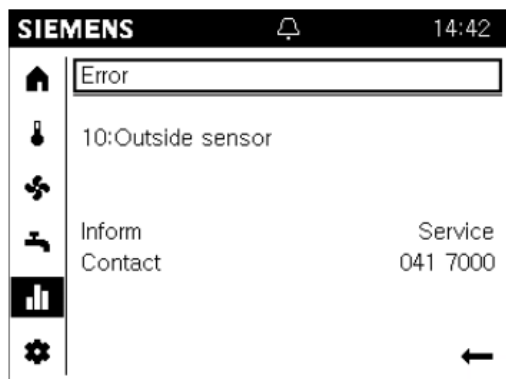 SIEMENS 14:42
Error
10:Outside sensor
Inform Service
Contact 041 7000